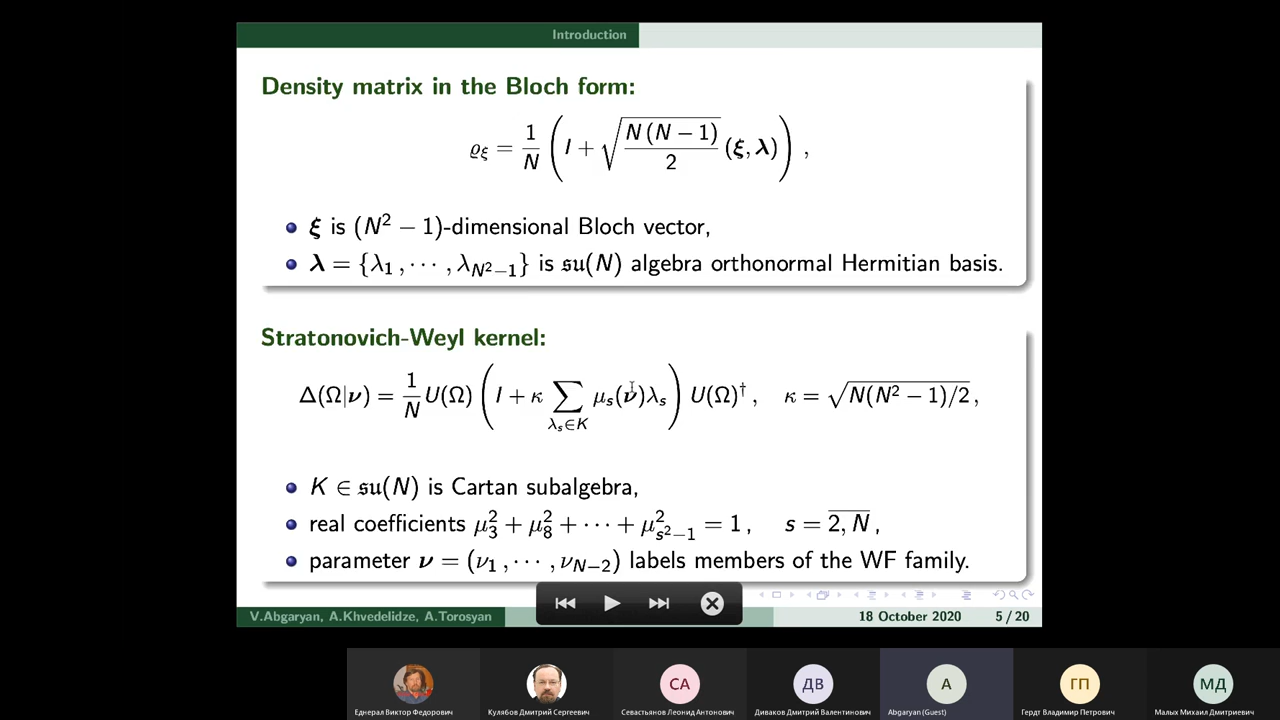 Introduction
Density matrix in the Bloch form:
ϱ_ξ = 1/N ( I + √(N (N − 1)/2) (ξ, λ) ) ,
ξ is (N² − 1)-dimensional Bloch vector,
λ = {λ₁ , ⋯ , λ_{N²−1}} is 𝔰𝔲(N) algebra orthonormal Hermitian basis.
Stratonovich-Weyl kernel:
Δ(Ω|ν) = 1/N U(Ω) ( I + κ ∑_{λ_s∈K} μ_s(ν)λ_s ) U(Ω)† , κ = √(N(N² − 1)/2) ,
K ∈ 𝔰𝔲(N) is Cartan subalgebra,
real coefficients μ₃² + μ₈² + ⋯ + μ²_{s²−1} = 1 , s = \overline{2, N} ,
parameter ν = (ν₁ , ⋯ , ν_{N−2}) labels members of the WF family.
V.Abgaryan, A.Khvedelidze, A.Torosyan 18 October 2020 5 / 20
СА ДВ A ГП МД
Еднерал Виктор Федорович Кулябов Дмитрий Сергеевич Севастьянов Леонид Антонович Диваков Дмитрий Валентинович Abgaryan (Guest) Гердт Владимир Петрович Малых Михаил Дмитриевич